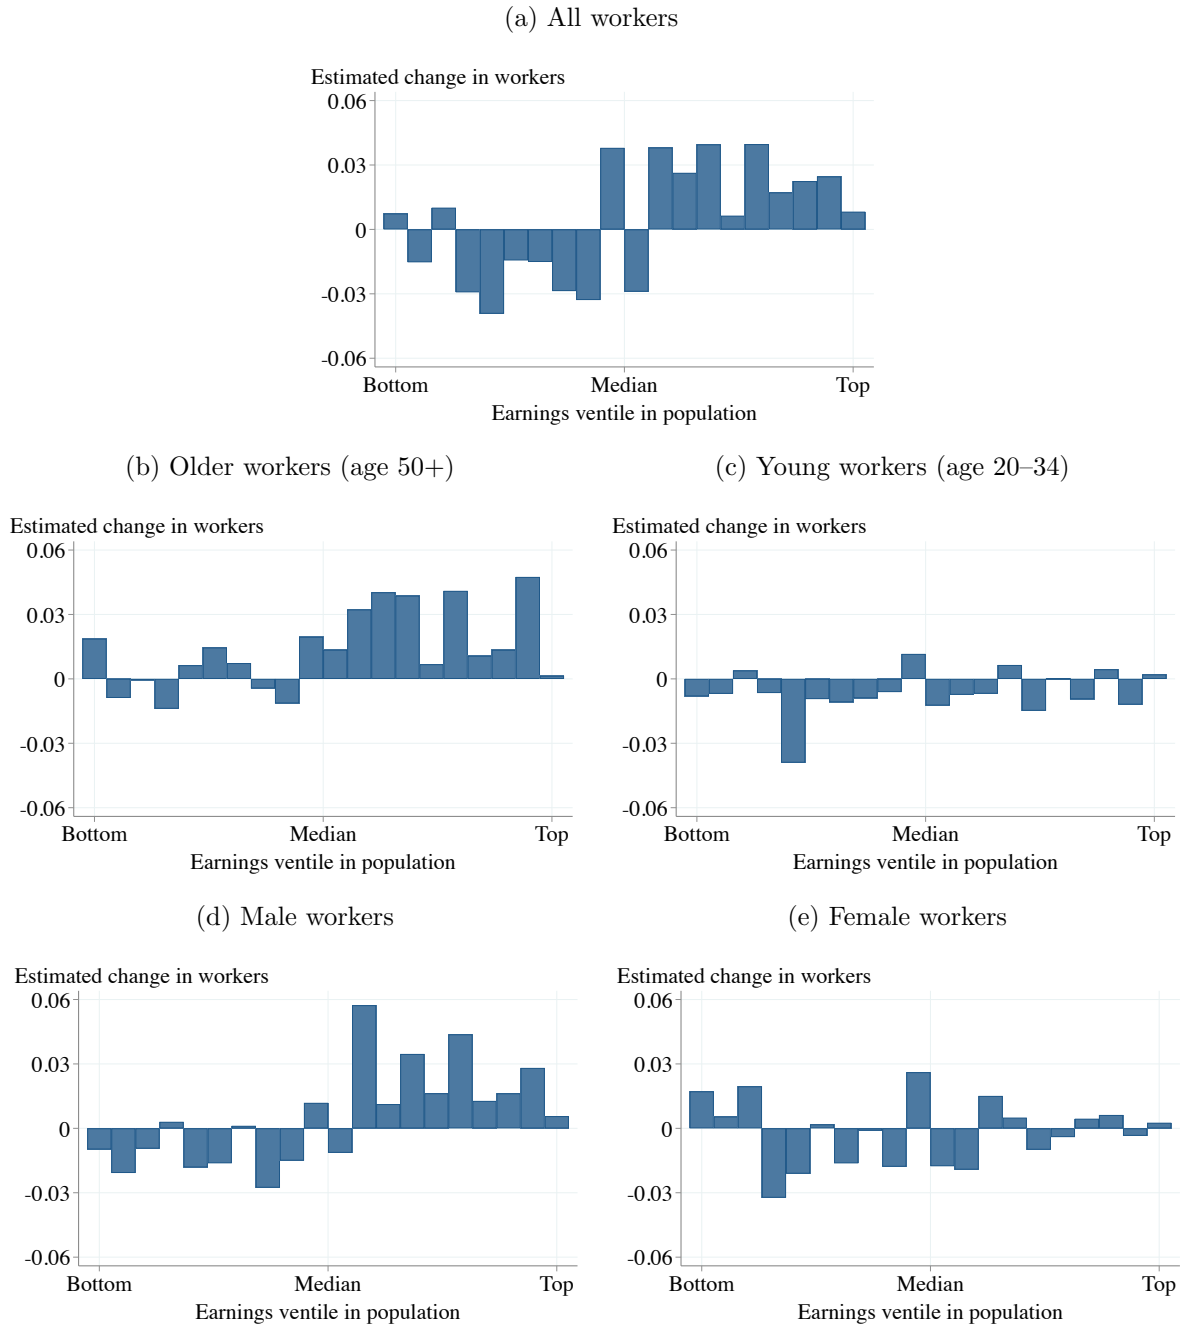 (a) All workers
Estimated change in workers
0.06
0.03
0
-0.03
-0.06
Bottom Median Top
Earnings ventile in population
(b) Older workers (age 50+)
Estimated change in workers
0.06
0.03
0
-0.03
-0.06
Bottom Median Top
Earnings ventile in population
(c) Young workers (age 20–34)
Estimated change in workers
0.06
0.03
0
-0.03
-0.06
Bottom Median Top
Earnings ventile in population
(d) Male workers
Estimated change in workers
0.06
0.03
0
-0.03
-0.06
Bottom Median Top
Earnings ventile in population
(e) Female workers
Estimated change in workers
0.06
0.03
0
-0.03
-0.06
Bottom Median Top
Earnings ventile in population